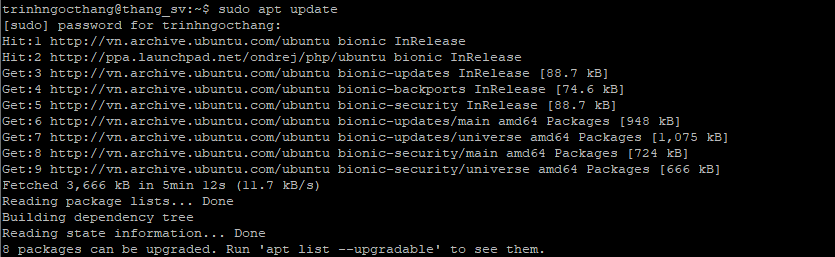 trinhngocthang@thang_sv:~$ sudo apt update
[sudo] password for trinhngocthang:
Hit:1 http://vn.archive.ubuntu.com/ubuntu bionic InRelease
Hit:2 http://ppa.launchpad.net/ondrej/php/ubuntu bionic InRelease
Get:3 http://vn.archive.ubuntu.com/ubuntu bionic-updates InRelease [88.7 kB]
Get:4 http://vn.archive.ubuntu.com/ubuntu bionic-backports InRelease [74.6 kB]
Get:5 http://vn.archive.ubuntu.com/ubuntu bionic-security InRelease [88.7 kB]
Get:6 http://vn.archive.ubuntu.com/ubuntu bionic-updates/main amd64 Packages [948 kB]
Get:7 http://vn.archive.ubuntu.com/ubuntu bionic-updates/universe amd64 Packages [1,075 kB]
Get:8 http://vn.archive.ubuntu.com/ubuntu bionic-security/main amd64 Packages [724 kB]
Get:9 http://vn.archive.ubuntu.com/ubuntu bionic-security/universe amd64 Packages [666 kB]
Fetched 3,666 kB in 5min 12s (11.7 kB/s)
Reading package lists... Done
Building dependency tree
Reading state information... Done
8 packages can be upgraded. Run 'apt list --upgradable' to see them.